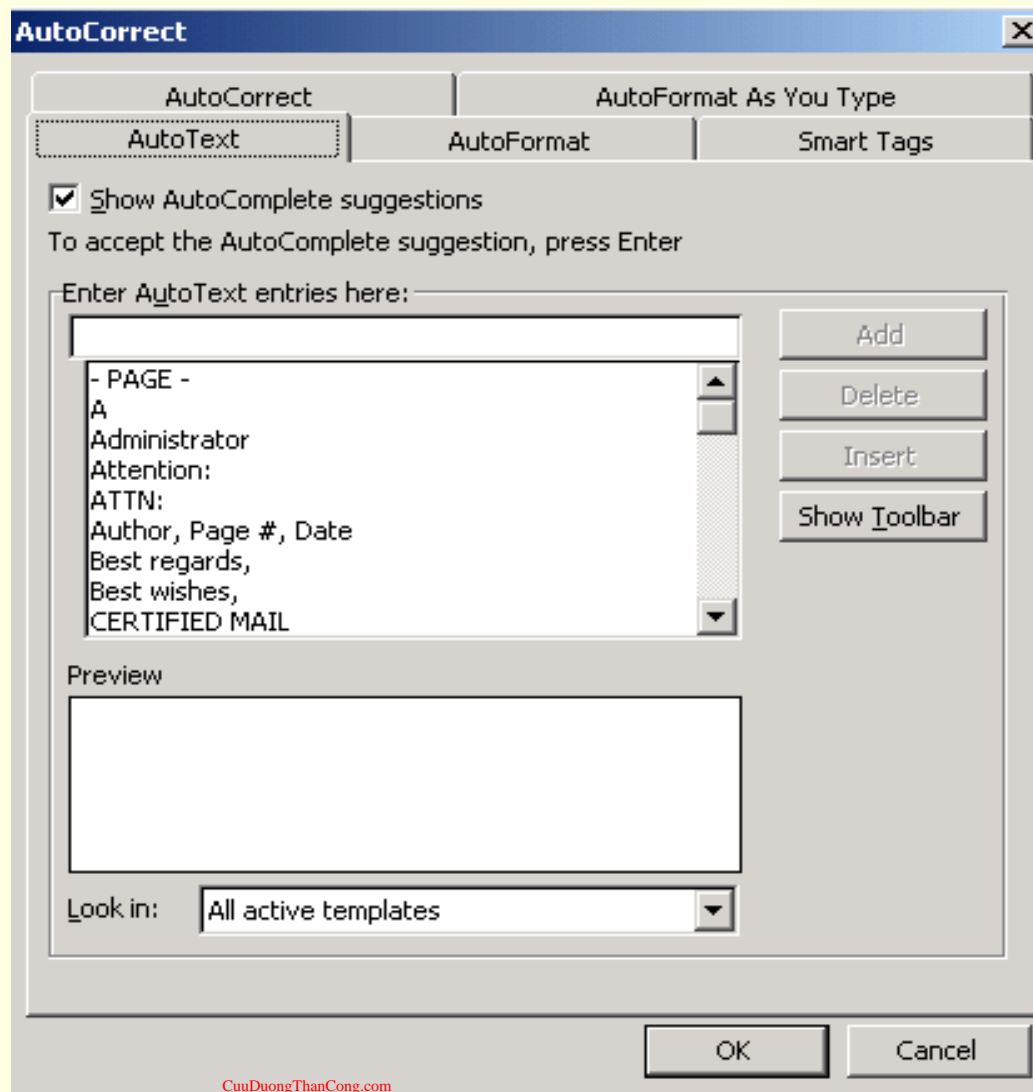 AutoCorrect
AutoCorrect AutoFormat As You Type
AutoText AutoFormat Smart Tags
Show AutoComplete suggestions
To accept the AutoComplete suggestion, press Enter
Enter AutoText entries here:
Add
- PAGE -
A
Administrator
Attention:
ATTN:
Author, Page #, Date
Best regards,
Best wishes,
CERTIFIED MAIL
Delete
Insert
Show Toolbar
Preview
Look in: All active templates
OK Cancel
CuuDuongThanCong.com